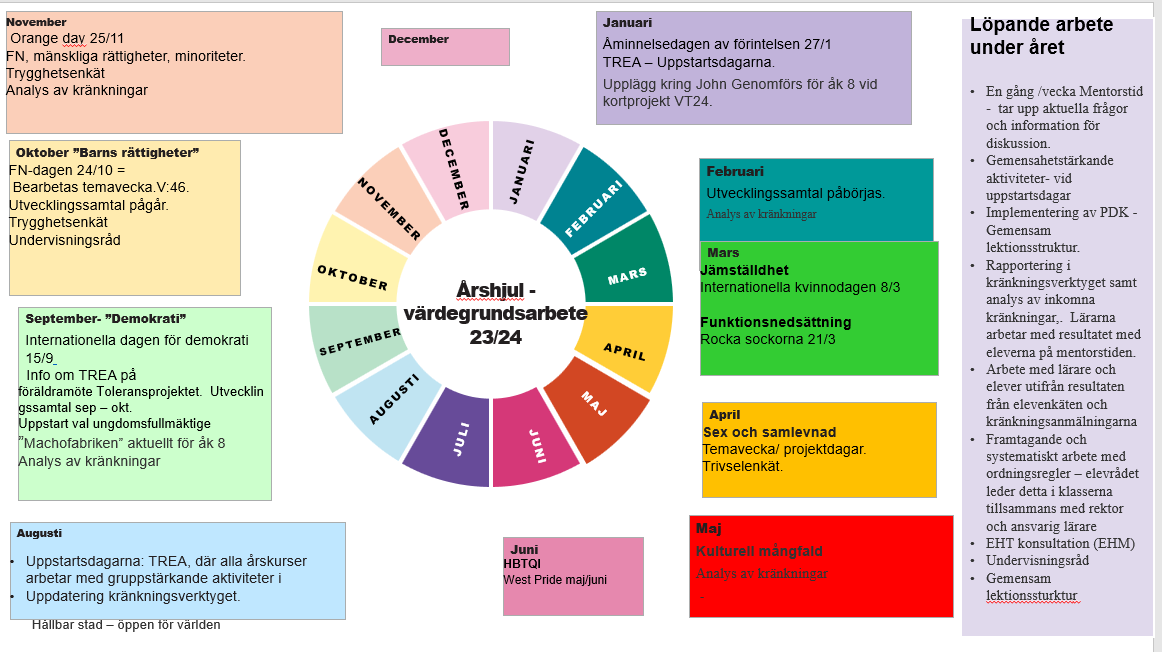 November
Orange day 25/11
FN, mänskliga rättigheter, minoriteter.
Trygghetsenkät
Analys av kränkningar
December
Januari
Åminnelsedagen av förintelsen 27/1
TREA – Uppstartsdagarna.
Upplägg kring John Genomförs för åk 8 vid
kortprojekt VT24.
Löpande arbete
under året
• En gång /vecka Mentorstid
- tar upp aktuella frågor
och information för
diskussion.
• Gemensahetstärkande
aktiviteter- vid
uppstartsdagar
• Implementering av PDK -
Gemensam
lektionsstruktur.
• Rapportering i
kränkningsverktyget samt
analys av inkomna
kränkningar,. Lärarna
arbetar med resultatet med
eleverna på mentorstiden.
• Arbete med lärare och
elever utifrån resultaten
från elevenkäten och
kränkningsanmälningarna
• Framtagande och
systematiskt arbete med
ordningsregler – elevrådet
leder detta i klasserna
tillsammans med rektor
och ansvarig lärare
• EHT konsultation (EHM)
• Undervisningsråd
• Gemensam
lektionssturktur
Oktober ”Barns rättigheter”
FN-dagen 24/10 =
Bearbetas temavecka.V:46.
Utvecklingssamtal pågår.
Trygghetsenkät
Undervisningsråd
Februari
Utvecklingssamtal påbörjas.
Analys av kränkningar
Mars
Jämställdhet
Internationella kvinnodagen 8/3
Funktionsnedsättning
Rocka sockorna 21/3
JANUARI
FEBRUARI
MARS
APRIL
MAJ
JUNI
JULI
AUGUSTI
SEPTEMBER
OKTOBER
NOVEMBER
DECEMBER
Årshjul -
värdegrundsarbete
23/24
September- ”Demokrati”
Internationella dagen för demokrati
15/9
Info om TREA på
föräldramöte Toleransprojektet. Utvecklin
gssamtal sep – okt.
Uppstart val ungdomsfullmäktige
”Machofabriken” aktuellt för åk 8
Analys av kränkningar
April
Sex och samlevnad
Temavecka/ projektdagar.
Trivselenkät.
Augusti
• Uppstartsdagarna: TREA, där alla årskurser
arbetar med gruppstärkande aktiviteter i
• Uppdatering kränkningsverktyget.
Hållbar stad – öppen för världen
Juni
HBTQI
West Pride maj/juni
Maj
Kulturell mångfald
Analys av kränkningar